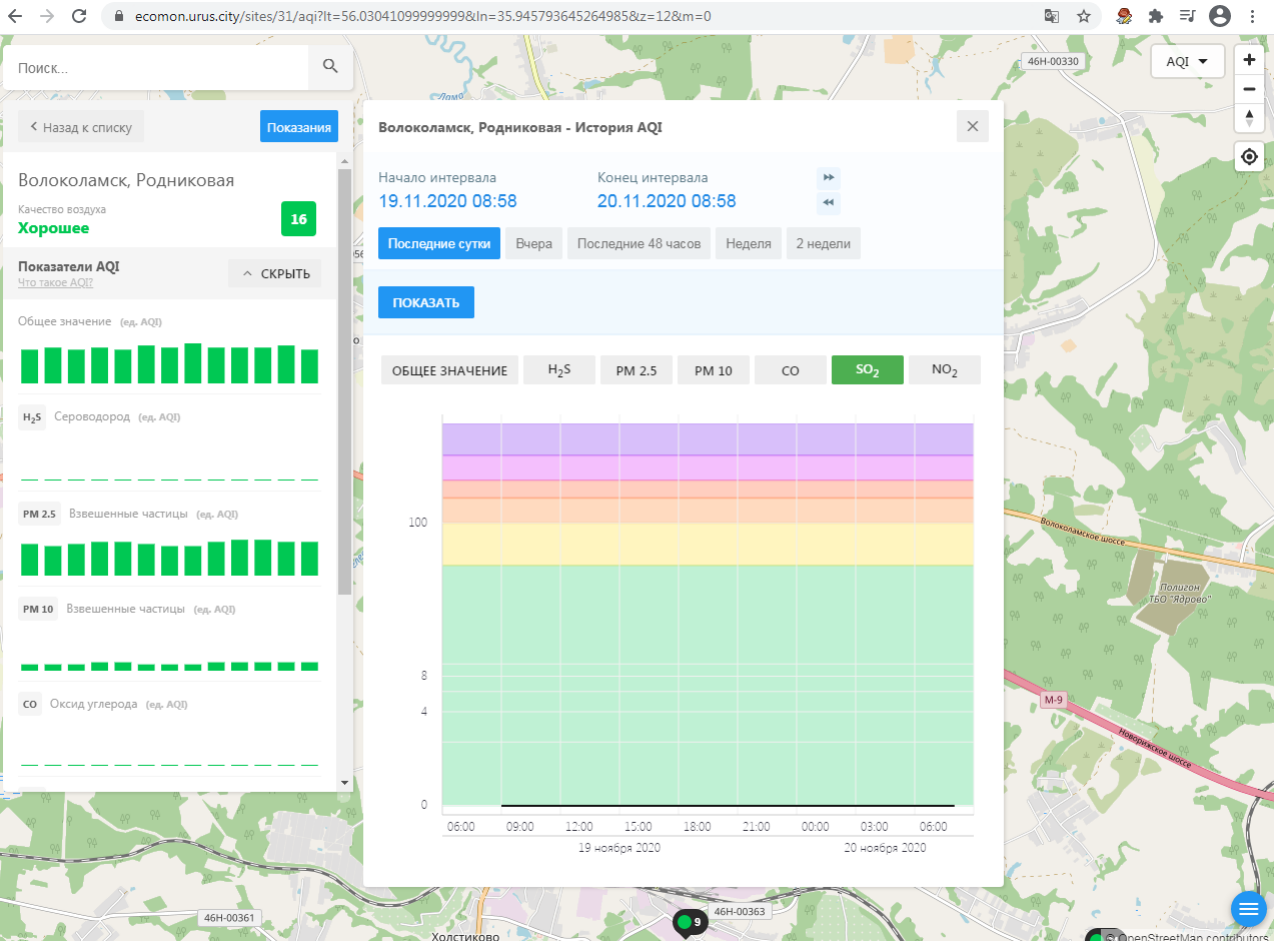 ecomon.urus.city/sites/31/aqi?lt=56.03041099999999&ln=35.945793645264985&z=12&m=0
Поиск...
46Н-00330
AQI
Назад к списку
Показания
Волоколамск, Родниковая
Качество воздуха
Хорошее
16
Показатели AQI
Что такое AQI?
СКРЫТЬ
Общее значение (ед. AQI)
H2S Сероводород (ед. AQI)
PM 2.5 Взвешенные частицы (ед. AQI)
PM 10 Взвешенные частицы (ед. AQI)
CO Оксид углерода (ед. AQI)
Волоколамск, Родниковая - История AQI
Начало интервала
19.11.2020 08:58
Конец интервала
20.11.2020 08:58
Последние сутки
Вчера
Последние 48 часов
Неделя
2 недели
ПОКАЗАТЬ
ОБЩЕЕ ЗНАЧЕНИЕ
H2S
PM 2.5
PM 10
CO
SO2
NO2
100
8
4
0
06:00 09:00 12:00 15:00 18:00 21:00 00:00 03:00 06:00
19 ноября 2020 20 ноября 2020
Волоколамское шоссе
Полигон
ТБО "Ядрово"
М-9
Новорижское шоссе
46Н-00361
46Н-00363
9
Холстиково
© OpenStreetMap contributors